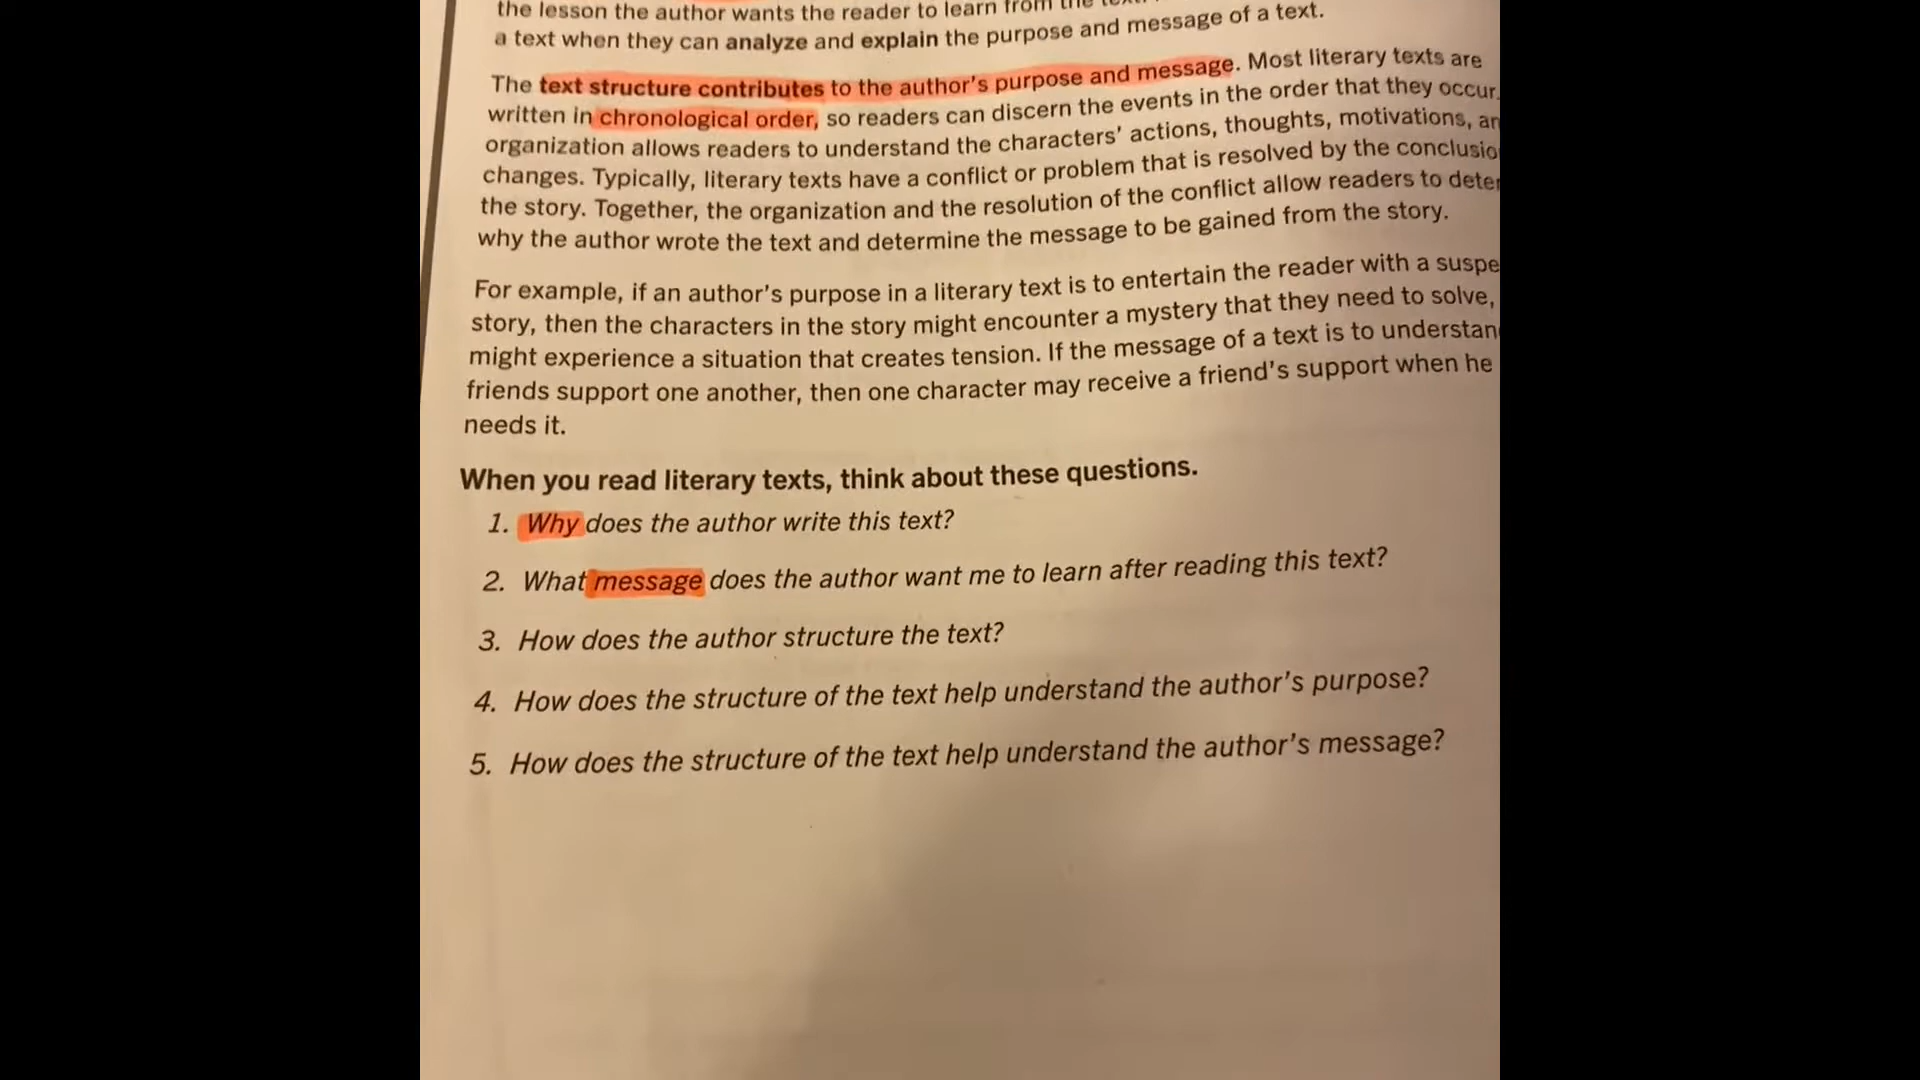 the lesson the author wants the reader to learn from the
a text when they can analyze and explain the purpose and message of a text.
The text structure contributes to the author's purpose and message. Most literary texts are
written in chronological order, so readers can discern the events in the order that they occur.
organization allows readers to understand the characters' actions, thoughts, motivations,
changes. Typically, literary texts have a conflict or problem that is resolved by the
the story. Together, the organization and the resolution of the conflict allow readers to
why the author wrote the text and determine the message to be gained from the story.
For example, if an author's purpose in a literary text is to entertain the reader with a
story, then the characters in the story might encounter a mystery that they need to solve,
might experience a situation that creates tension. If the message of a text is to
friends support one another, then one character may receive a friend's support when he
needs it.
When you read literary texts, think about these questions.
1. Why does the author write this text?
2. What message does the author want me to learn after reading this text?
3. How does the author structure the text?
4. How does the structure of the text help understand the author's purpose?
5. How does the structure of the text help understand the author's message?